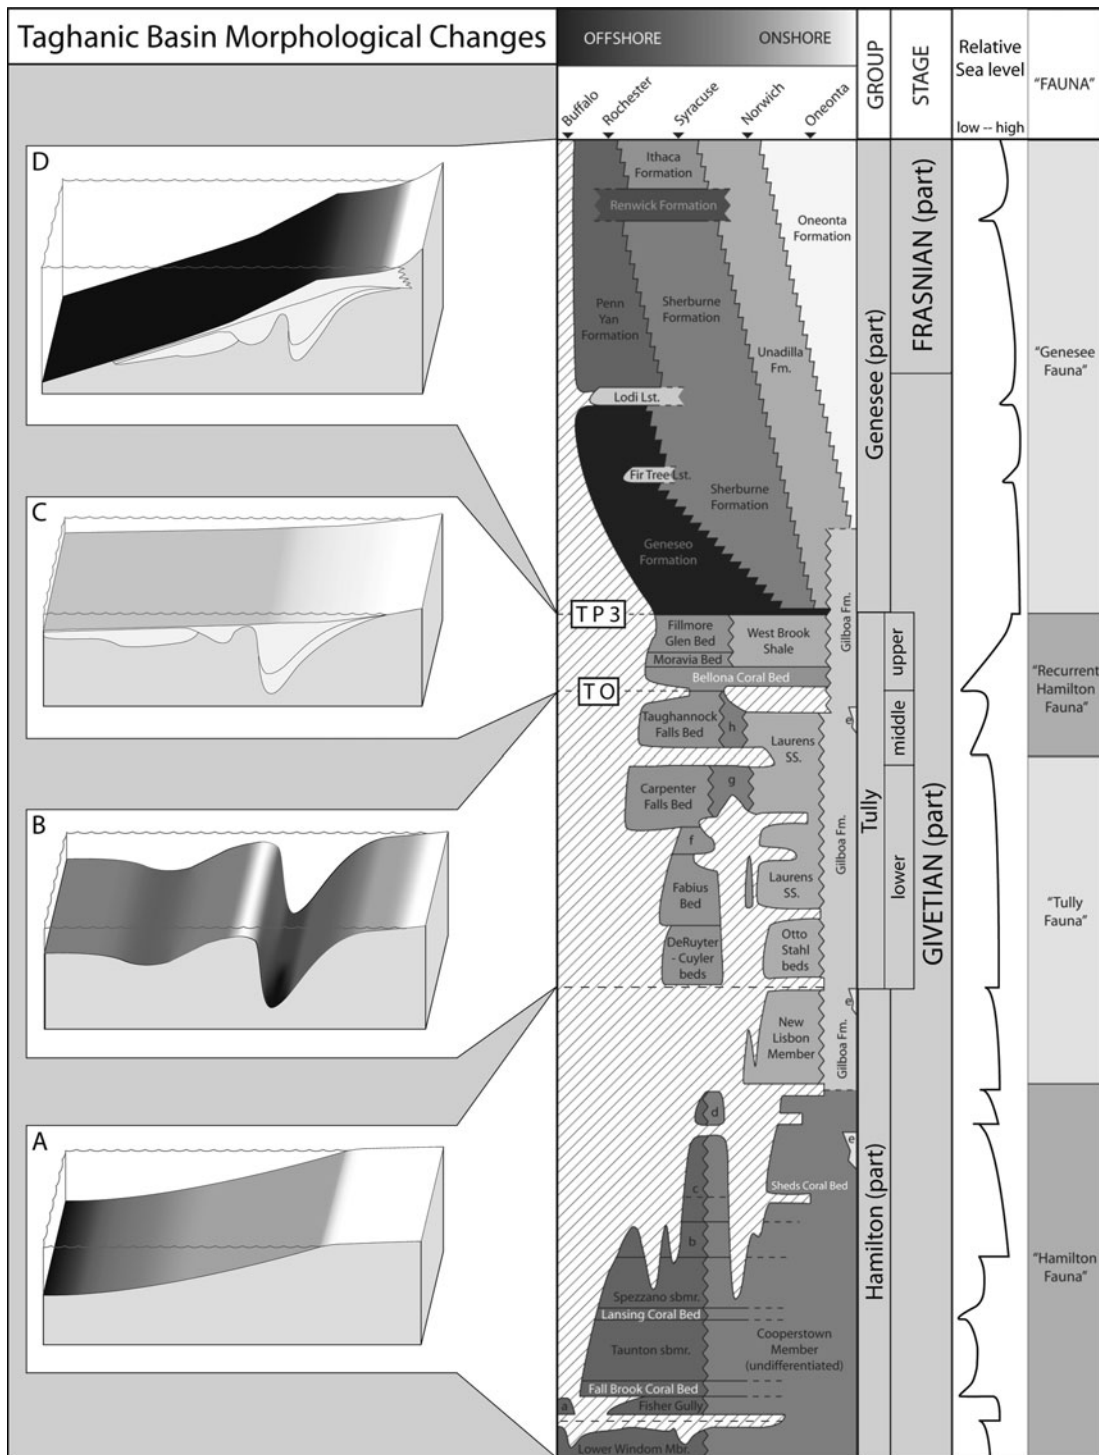 Taghanic Basin Morphological Changes
OFFSHORE
ONSHORE
Buffalo
Rochester
Syracuse
Norwich
Oneonta
GROUP
STAGE
Relative
Sea level
low -- high
"FAUNA"
D
C
B
A
Ithaca
Formation
Renwick Formation
Oneonta
Formation
Penn
Yan
Formation
Sherburne
Formation
Unadilla
Fm.
Lodi Lst.
Fir Tree Lst.
Sherburne
Formation
Geneseo
Formation
Gilboa Fm.
TP3
Fillmore
Glen Bed
West Brook
Shale
Moravia Bed
Bellona Coral Bed
TO
Taughannock
Falls Bed
h
Laurens
SS.
e
Carpenter
Falls Bed
g
f
Gilboa Fm.
Fabius
Bed
Laurens
SS.
DeRuyter
- Cuyler
beds
Otto
Stahl
beds
e
New
Lisbon
Member
Gilboa Fm.
d
e
c
Sheds Coral Bed
b
Spezzano sbmr.
Lansing Coral Bed
Taunton sbmr.
Cooperstown
Member
(undifferentiated)
Fall Brook Coral Bed
a
Fisher Gully
Lower Windom Mbr.
Genesee (part)
Tully
Hamilton (part)
upper
middle
lower
FRASNIAN (part)
GIVETIAN (part)
"Genesee
Fauna"
"Recurrent
Hamilton
Fauna"
"Tully
Fauna"
"Hamilton
Fauna"